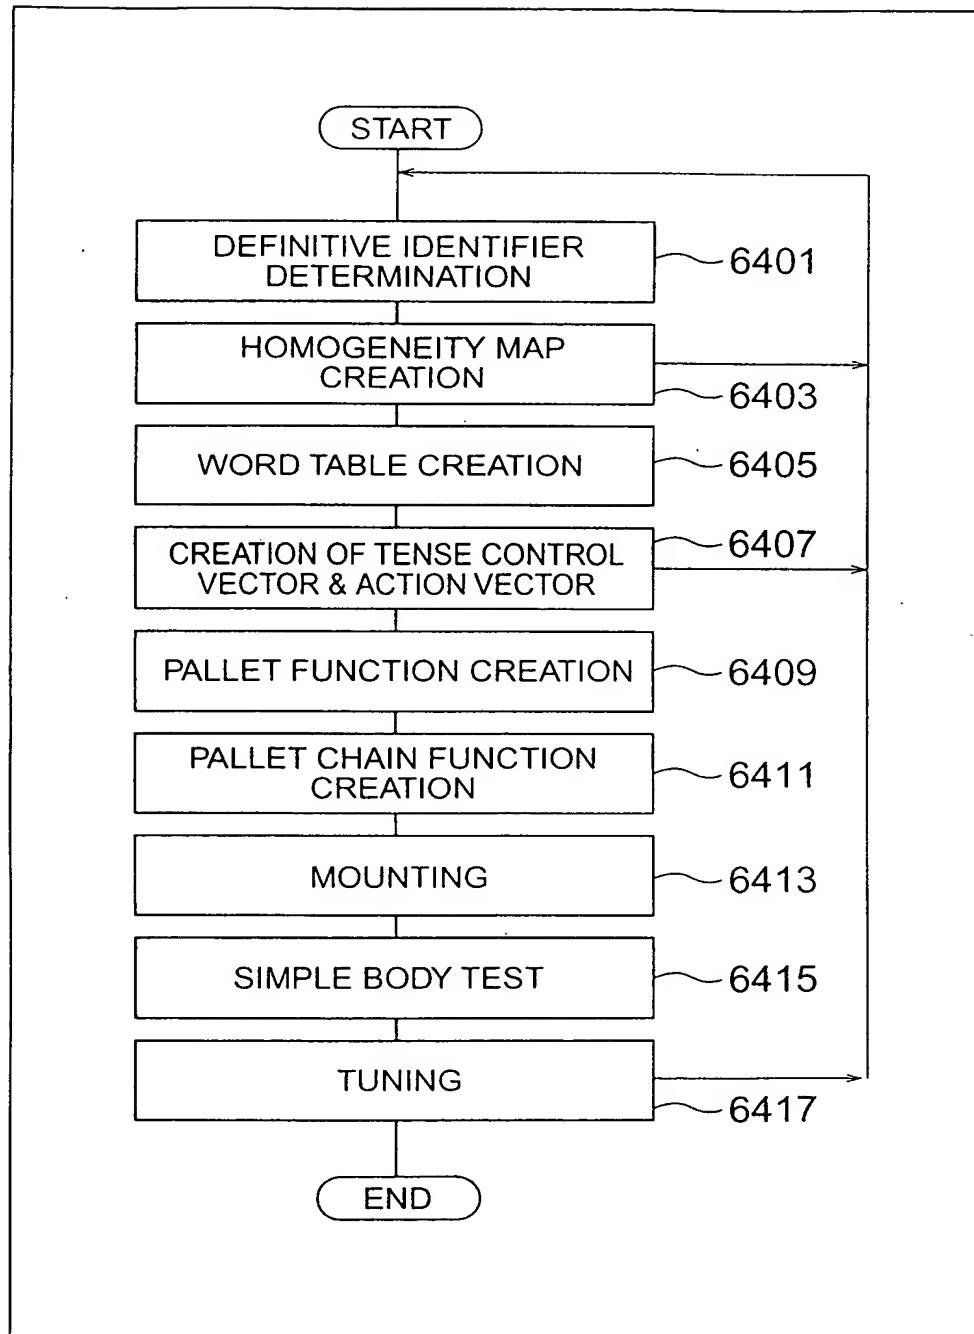 START
DEFINITIVE IDENTIFIER
DETERMINATION
6401
HOMOGENEITY MAP
CREATION
6403
WORD TABLE CREATION
6405
CREATION OF TENSE CONTROL
VECTOR & ACTION VECTOR
6407
PALLET FUNCTION CREATION
6409
PALLET CHAIN FUNCTION
CREATION
6411
MOUNTING
6413
SIMPLE BODY TEST
6415
TUNING
6417
END